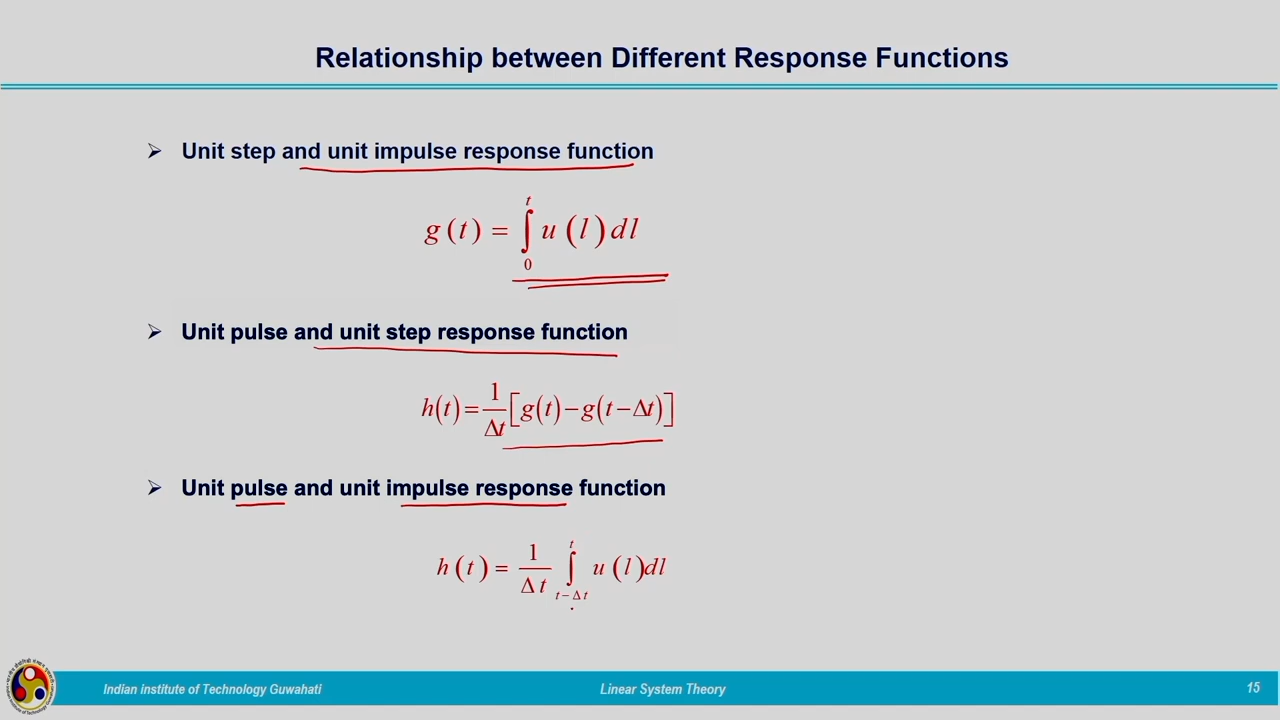 Relationship between Different Response Functions
➢ Unit step and unit impulse response function
g(t) = ∫₀ᵗ u(l)dl
➢ Unit pulse and unit step response function
h(t) = 1/Δt [g(t) − g(t − Δt)]
➢ Unit pulse and unit impulse response function
h(t) = 1/Δt ∫_{t−Δt}^{t} u(l)dl
Indian institute of Technology Guwahati Linear System Theory 15